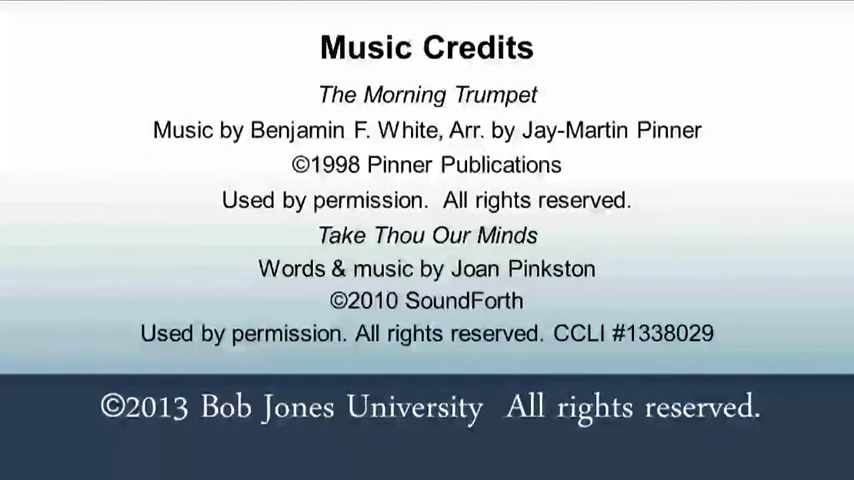 Music Credits
The Morning Trumpet
Music by Benjamin F. White, Arr. by Jay-Martin Pinner
©1998 Pinner Publications
Used by permission.  All rights reserved.
Take Thou Our Minds
Words & music by Joan Pinkston
©2010 SoundForth
Used by permission. All rights reserved. CCLI #1338029
©2013 Bob Jones University  All rights reserved.